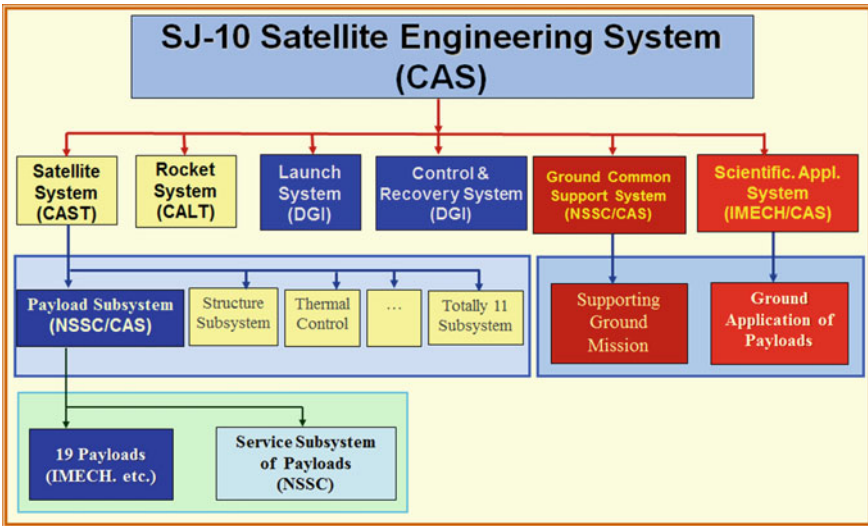 SJ-10 Satellite Engineering System
(CAS)
Satellite
System
(CAST)
Rocket
System
(CALT)
Launch
System
(DGI)
Control &
Recovery System
(DGI)
Ground Common
Support System
(NSSC/CAS)
Scientific. Appl.
System
(IMECH/CAS)
Payload Subsystem
(NSSC/CAS)
Structure
Subsystem
Thermal
Control
...
Totally 11
Subsystem
Supporting
Ground
Mission
Ground
Application of
Payloads
19 Payloads
(IMECH. etc.)
Service Subsystem
of Payloads
(NSSC)